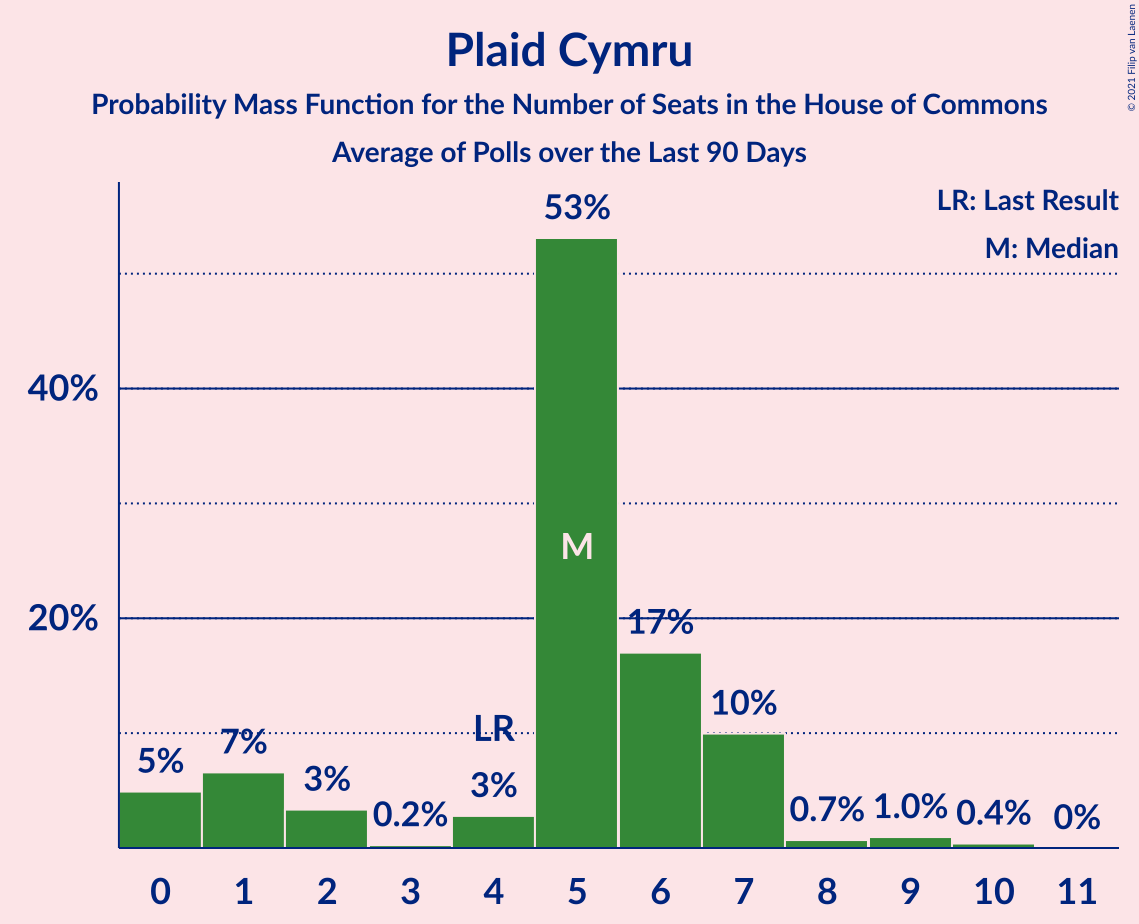 Plaid Cymru
Probability Mass Function for the Number of Seats in the House of Commons
Average of Polls over the Last 90 Days
© 2021 Filip van Laenen
LR: Last Result
M: Median
53%
40%
M
20%
17%
10%
LR
7%
5%
3%
3%
0.2%
0.7%
1.0%
0.4%
0%
0 1 2 3 4 5 6 7 8 9 10 11